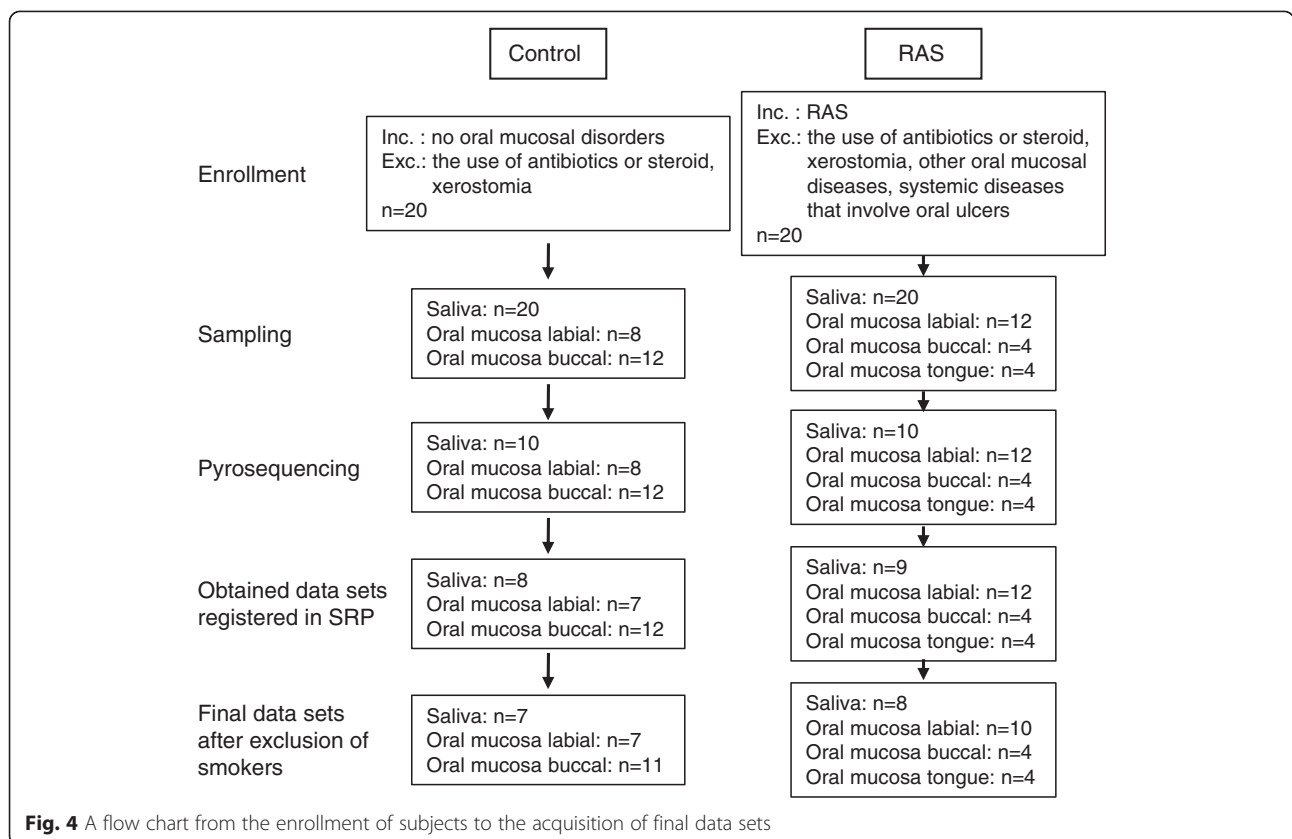 Control
RAS
Enrollment
Inc. : no oral mucosal disorders
Exc.: the use of antibiotics or steroid,
xerostomia
n=20
Inc. : RAS
Exc.: the use of antibiotics or steroid,
xerostomia, other oral mucosal
diseases, systemic diseases
that involve oral ulcers
n=20
Sampling
Saliva: n=20
Oral mucosa labial: n=8
Oral mucosa buccal: n=12
Saliva: n=20
Oral mucosa labial: n=12
Oral mucosa buccal: n=4
Oral mucosa tongue: n=4
Pyrosequencing
Saliva: n=10
Oral mucosa labial: n=8
Oral mucosa buccal: n=12
Saliva: n=10
Oral mucosa labial: n=12
Oral mucosa buccal: n=4
Oral mucosa tongue: n=4
Obtained data sets
registered in SRP
Saliva: n=8
Oral mucosa labial: n=7
Oral mucosa buccal: n=12
Saliva: n=9
Oral mucosa labial: n=12
Oral mucosa buccal: n=4
Oral mucosa tongue: n=4
Final data sets
after exclusion of
smokers
Saliva: n=7
Oral mucosa labial: n=7
Oral mucosa buccal: n=11
Saliva: n=8
Oral mucosa labial: n=10
Oral mucosa buccal: n=4
Oral mucosa tongue: n=4
Fig. 4 A flow chart from the enrollment of subjects to the acquisition of final data sets